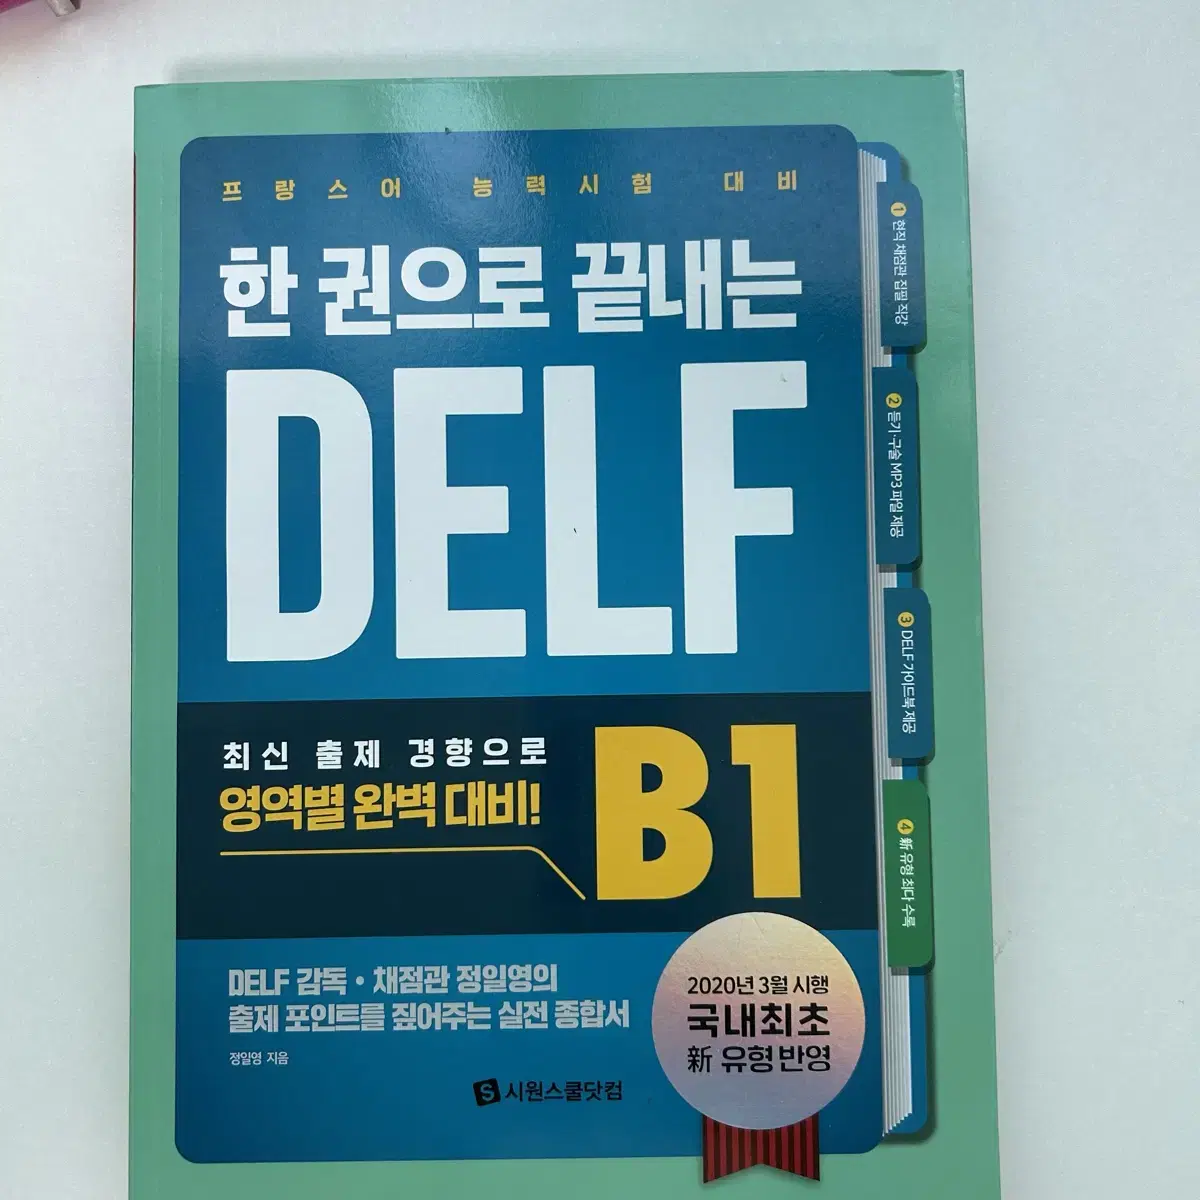 프랑스어 능력시험 대비
한 권으로 끝내는
DELF
최신 출제 경향으로
영역별 완벽 대비!
B1
DELF 감독・채점관 정일영의
출제 포인트를 짚어주는 실전 종합서
정일영 지음
S 시원스쿨닷컴
2020년 3월 시행
국내최초
新 유형 반영
1 현직 채점관 집필 직강
2 듣기·구술 MP3 파일 제공
3 DELF 가이드북 제공
4 新 유형 최다 수록